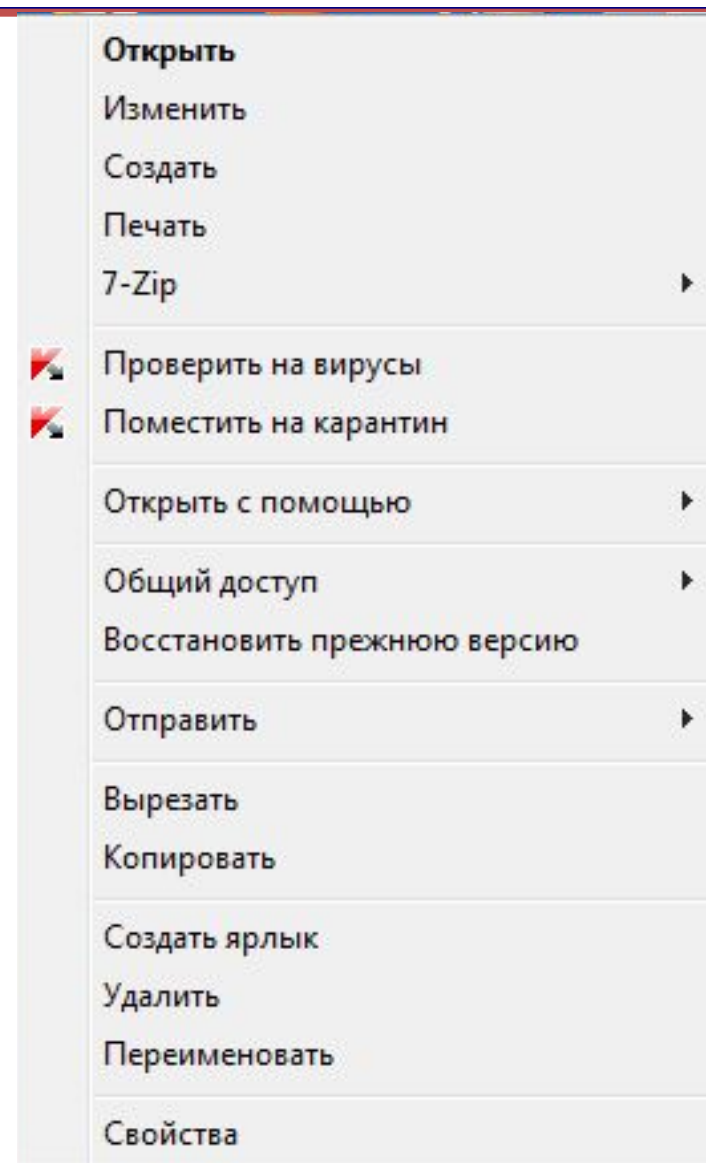 Открыть
Изменить
Создать
Печать
7-Zip
Проверить на вирусы
Поместить на карантин
Открыть с помощью
Общий доступ
Восстановить прежнюю версию
Отправить
Вырезать
Копировать
Создать ярлык
Удалить
Переименовать
Свойства